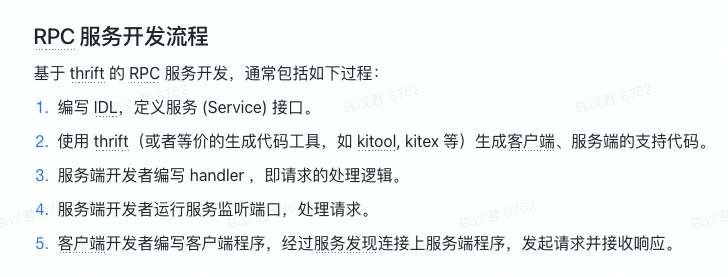 RPC 服务开发流程
基于 thrift 的 RPC 服务开发，通常包括如下过程：
1. 编写 IDL，定义服务 (Service) 接口。
2. 使用 thrift（或者等价的生成代码工具，如 kitool, kitex 等）生成客户端、服务端的支持代码。
3. 服务端开发者编写 handler ，即请求的处理逻辑。
4. 服务端开发者运行服务监听端口，处理请求。
5. 客户端开发者编写客户端程序，经过服务发现连接上服务端程序，发起请求并接收响应。
陈以君 8762
陈以君 8762
陈以君 8762
陈以君 8762
陈以君 8762